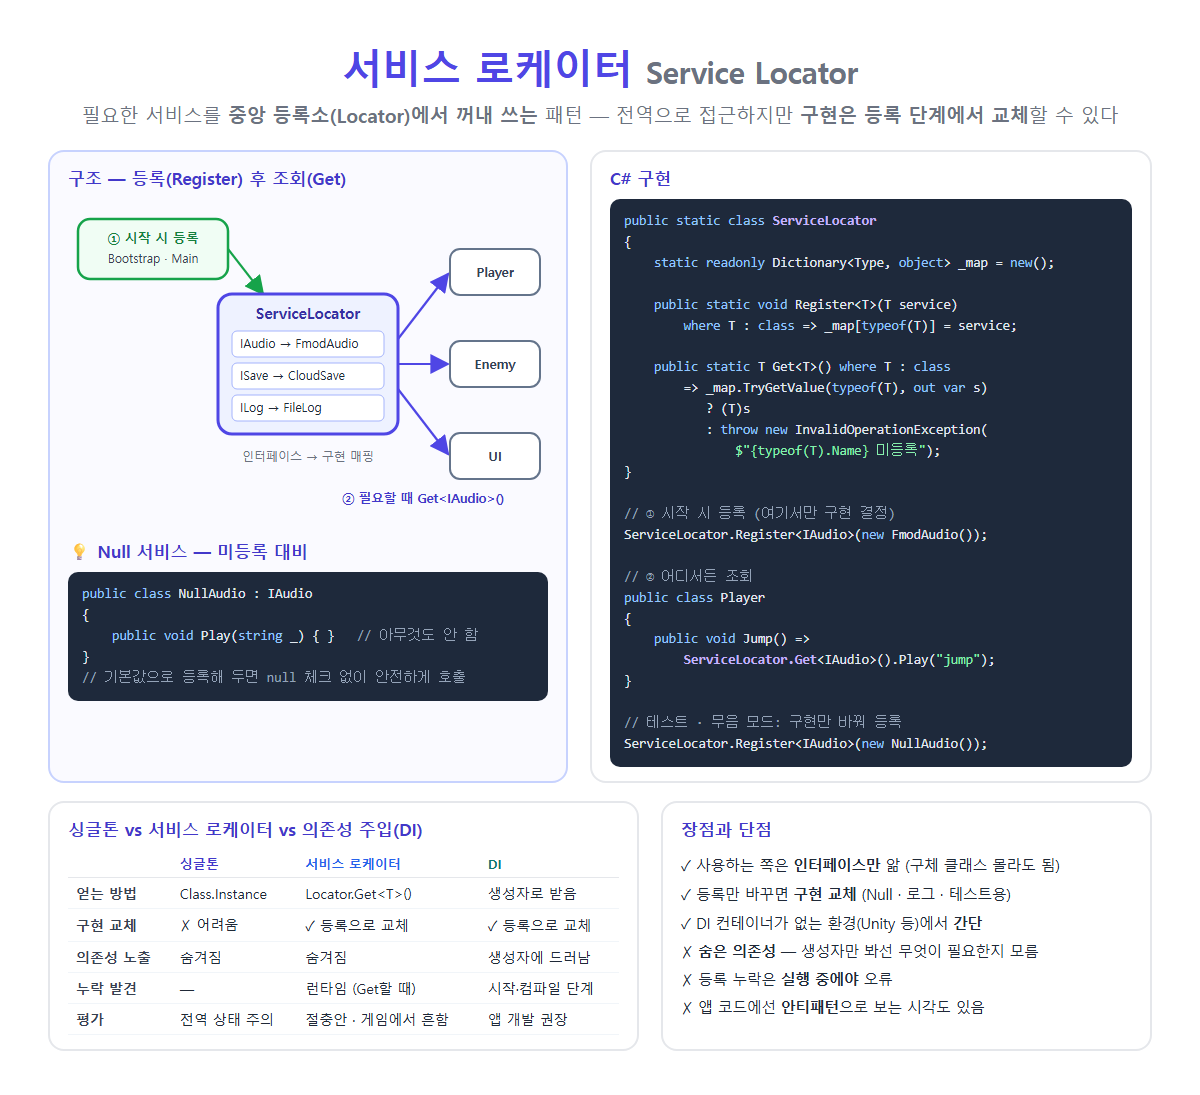 서비스 로케이터 Service Locator
필요한 서비스를 중앙 등록소(Locator)에서 꺼내 쓰는 패턴 — 전역으로 접근하지만 구현은 등록 단계에서 교체할 수 있다
구조 — 등록(Register) 후 조회(Get)
① 시작 시 등록
Bootstrap · Main
ServiceLocator
IAudio → FmodAudio
ISave → CloudSave
ILog → FileLog
인터페이스 → 구현 매핑
Player
Enemy
UI
② 필요할 때 Get<IAudio>()
💡 Null 서비스 — 미등록 대비
public class NullAudio : IAudio
{
    public void Play(string _) { }   // 아무것도 안 함
}
// 기본값으로 등록해 두면 null 체크 없이 안전하게 호출
C# 구현
public static class ServiceLocator
{
    static readonly Dictionary<Type, object> _map = new();
    public static void Register<T>(T service)
        where T : class => _map[typeof(T)] = service;
    public static T Get<T>() where T : class
        => _map.TryGetValue(typeof(T), out var s)
           ? (T)s
           : throw new InvalidOperationException(
               $"{typeof(T).Name} 미등록");
}
// ① 시작 시 등록 (여기서만 구현 결정)
ServiceLocator.Register<IAudio>(new FmodAudio());
// ② 어디서든 조회
public class Player
{
    public void Jump() =>
        ServiceLocator.Get<IAudio>().Play("jump");
}
// 테스트 · 무음 모드: 구현만 바꿔 등록
ServiceLocator.Register<IAudio>(new NullAudio());
싱글톤 vs 서비스 로케이터 vs 의존성 주입(DI)
싱글톤 서비스 로케이터 DI
얻는 방법 Class.Instance Locator.Get<T>() 생성자로 받음
구현 교체 ✗ 어려움 ✓ 등록으로 교체 ✓ 등록으로 교체
의존성 노출 숨겨짐 숨겨짐 생성자에 드러남
누락 발견 — 런타임 (Get할 때) 시작·컴파일 단계
평가 전역 상태 주의 절충안 · 게임에서 흔함 앱 개발 권장
장점과 단점
✓ 사용하는 쪽은 인터페이스만 앎 (구체 클래스 몰라도 됨)
✓ 등록만 바꾸면 구현 교체 (Null · 로그 · 테스트용)
✓ DI 컨테이너가 없는 환경(Unity 등)에서 간단
✗ 숨은 의존성 — 생성자만 봐선 무엇이 필요한지 모름
✗ 등록 누락은 실행 중에야 오류
✗ 앱 코드에선 안티패턴으로 보는 시각도 있음